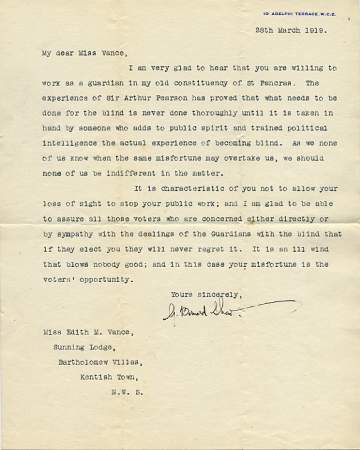 10 ADELPHI TERRACE, W.C.2.
28th March 1919.
My dear Miss Vance,
I am very glad to hear that you are willing to
work as a guardian in my old constituency of St Pancras. The
experience of Sir Arthur Pearson has proved that what needs to be
done for the blind is never done thoroughly until it is taken in
hand by someone who adds to public spirit and trained political
intelligence the actual experience of becoming blind. As we none
of us know when the same misfortune may overtake us, we should
none of us be indifferent in the matter.
It is characteristic of you not to allow your
loss of sight to stop your public work; and I am glad to be able
to assure all those voters who are concerned either directly or
by sympathy with the dealings of the Guardians with the blind that
if they elect you they will never regret it. It is an ill wind
that blows nobody good; and in this case your misfortune is the
voters' opportunity.
Yours sincerely,
G. Bernard Shaw
Miss Edith M. Vance,
Sunning Lodge,
Bartholomew Villas,
Kentish Town,
N.W. 5.